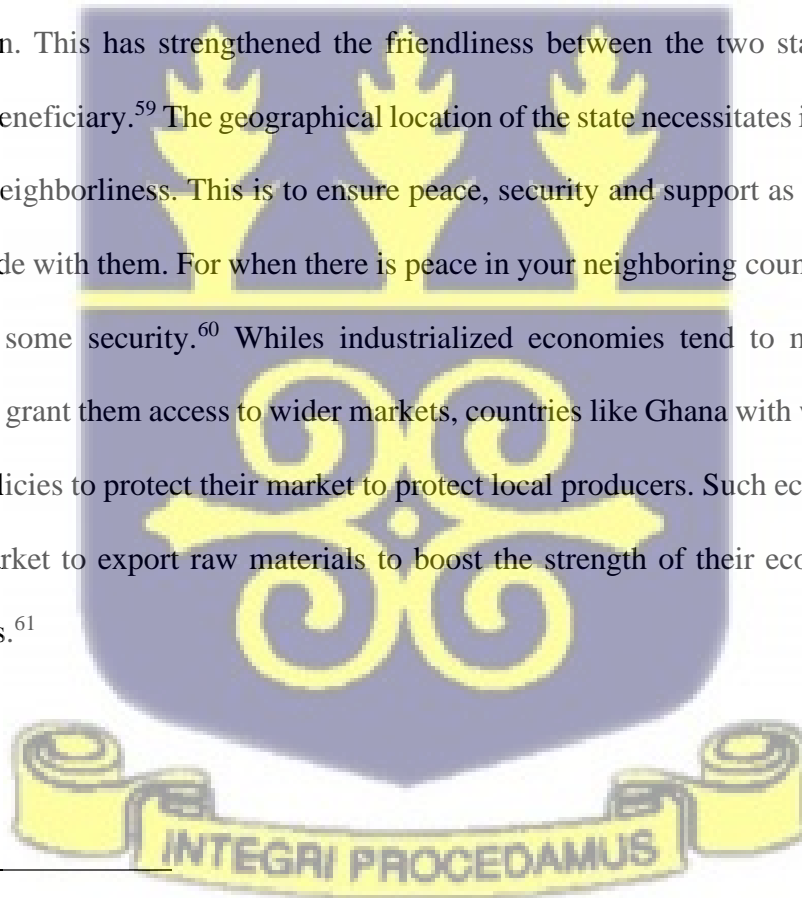 n. This has strengthened the friendliness between the two sta
eneficiary.⁵⁹ The geographical location of the state necessitates i
eighborliness. This is to ensure peace, security and support as
de with them. For when there is peace in your neighboring coun
some security.⁶⁰ Whiles industrialized economies tend to n
grant them access to wider markets, countries like Ghana with v
licies to protect their market to protect local producers. Such ec
rket to export raw materials to boost the strength of their eco
s.⁶¹
INTEGRI PROCEDAMUS